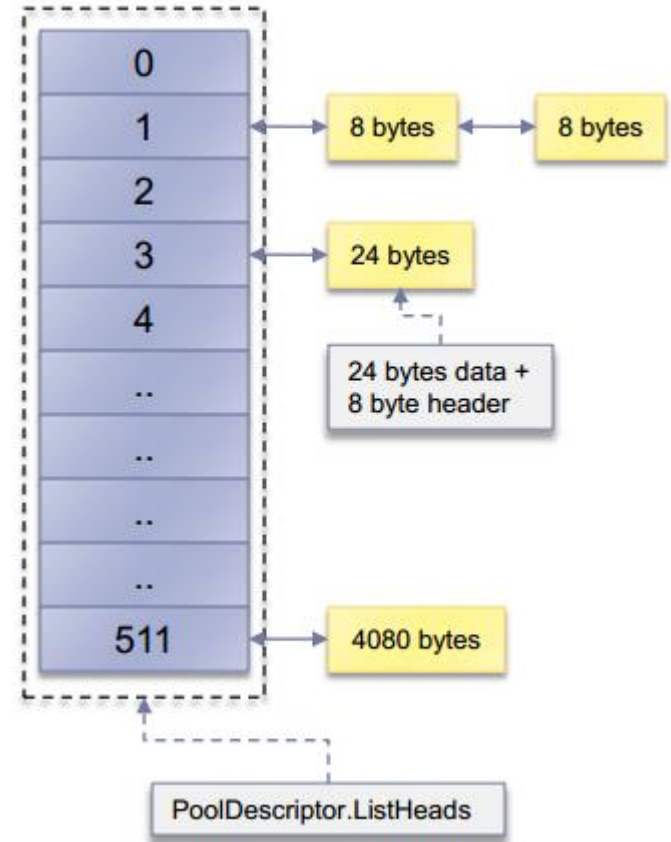 0
1
8 bytes
8 bytes
2
3
24 bytes
4
24 bytes data +
8 byte header
..
..
..
..
511
4080 bytes
PoolDescriptor.ListHeads